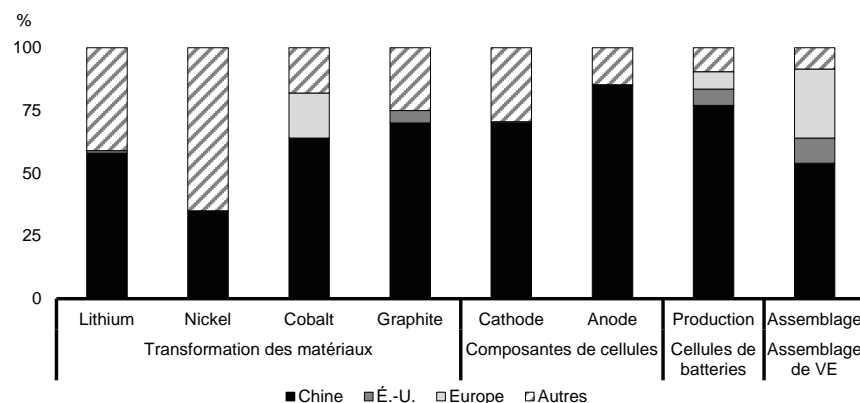 %
100
75
50
25
0
Lithium Nickel Cobalt Graphite Cathode Anode Production Assemblage
Transformation des matériaux Composantes de cellules Cellules de batteries Assemblage de VE
Chine É.-U. Europe Autres